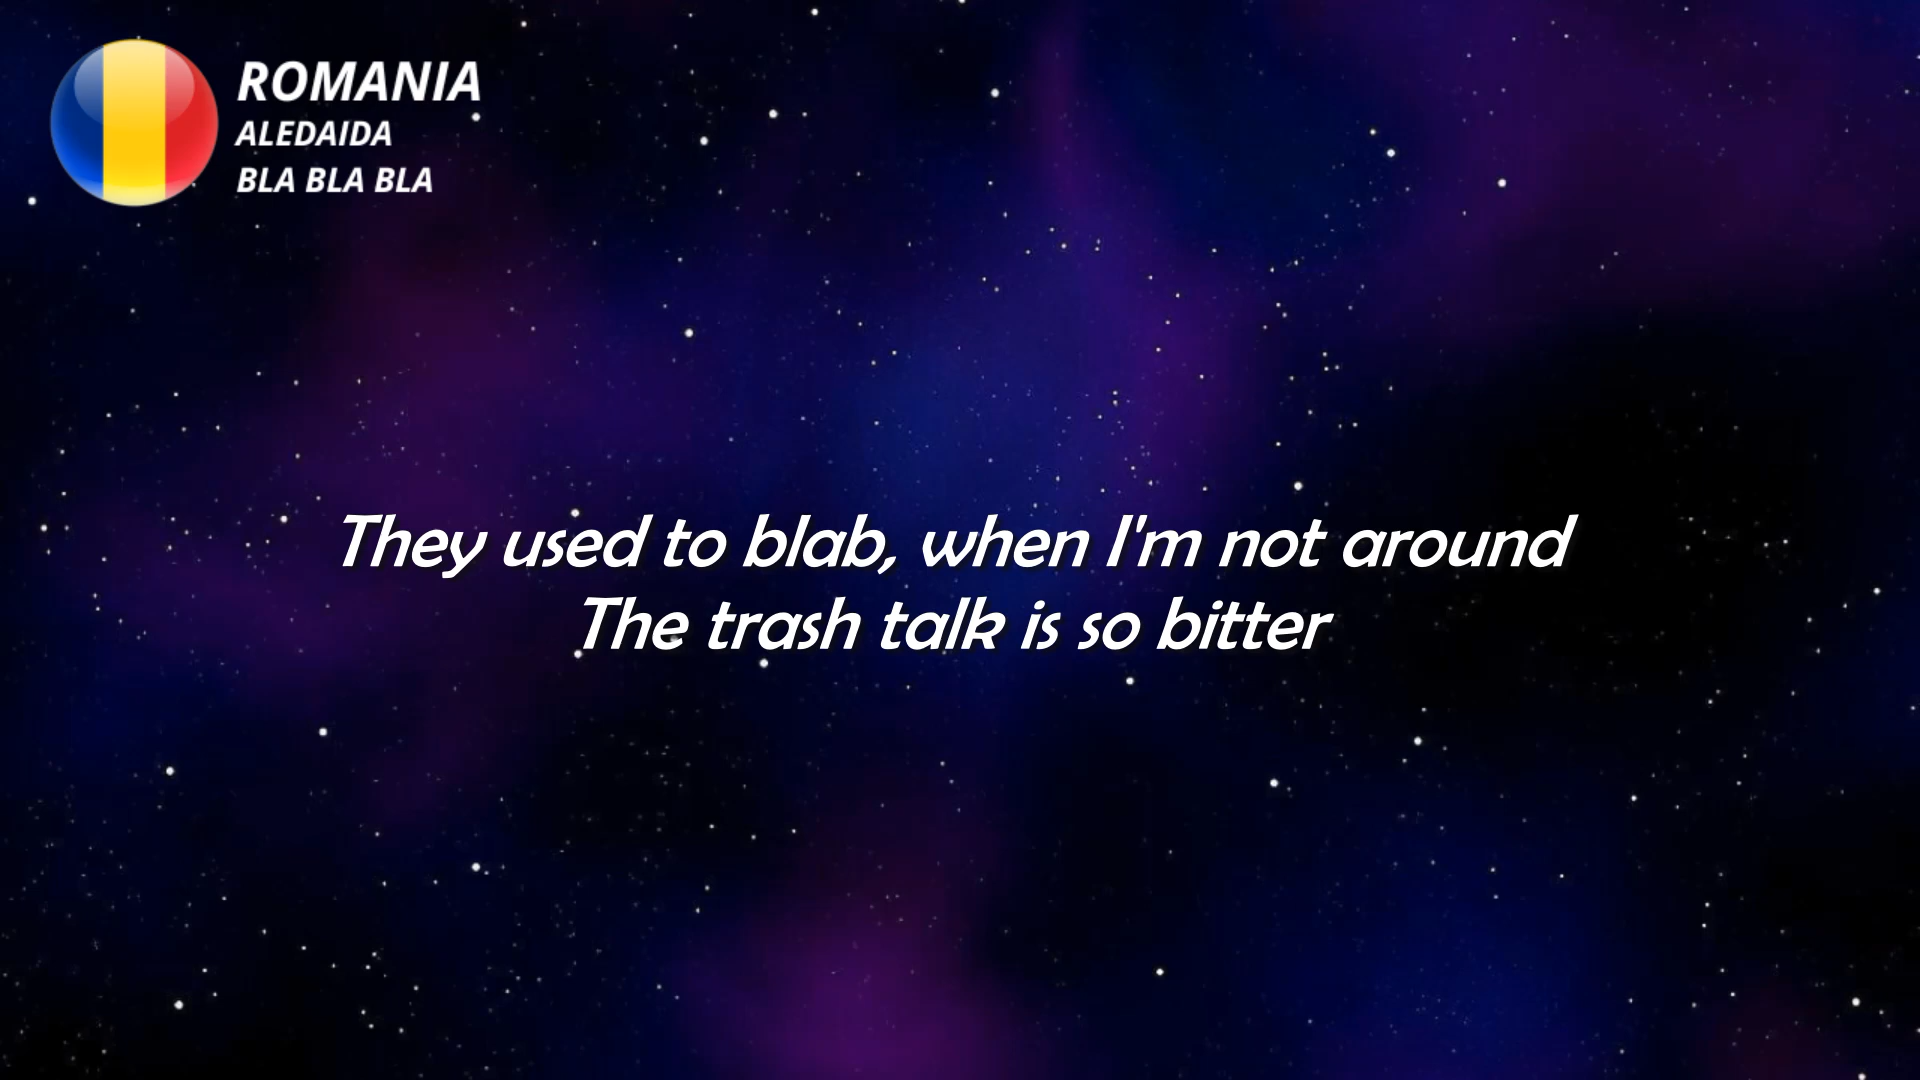 ROMANIA
ALEDAIDA
BLA BLA BLA
They used to blab, when I'm not around
The trash talk is so bitter